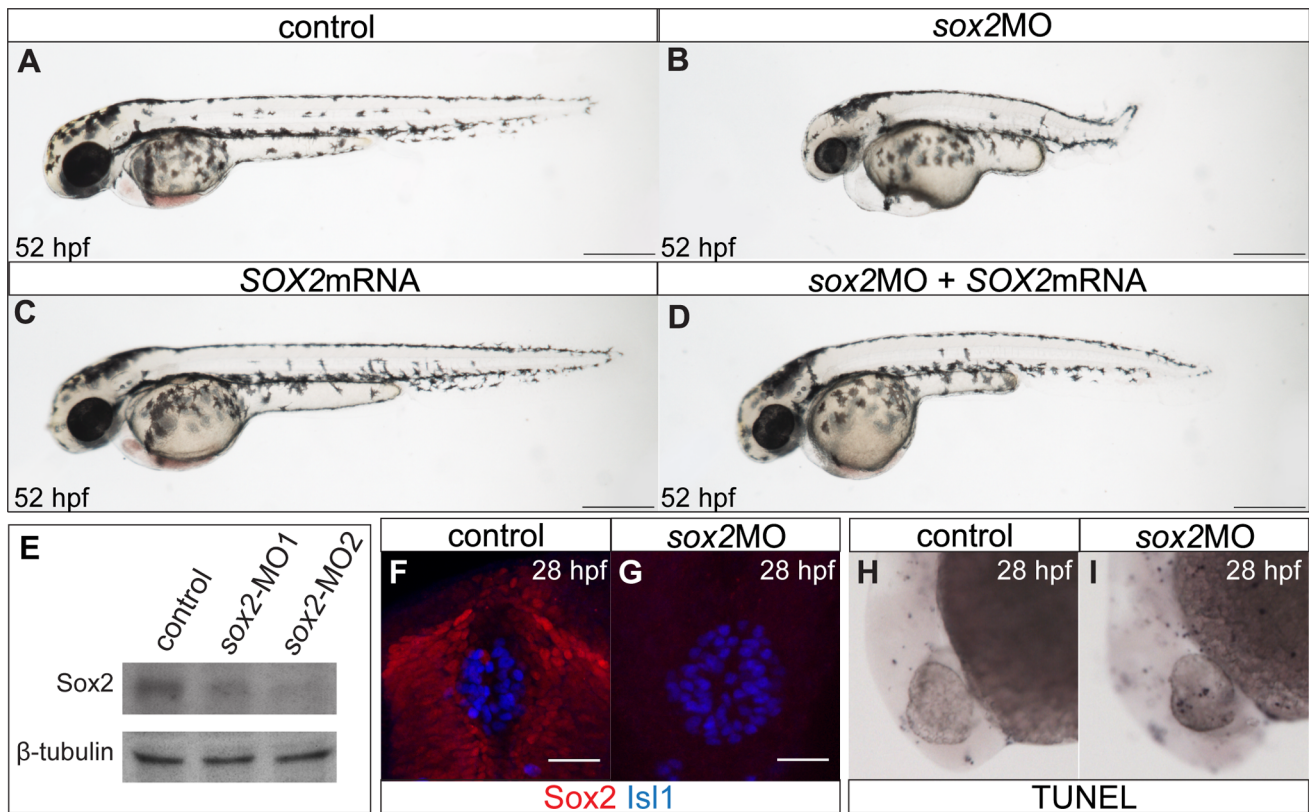 control
sox2MO
A
B
52 hpf
52 hpf
SOX2mRNA
sox2MO + SOX2mRNA
C
D
52 hpf
52 hpf
E
control
sox2-MO1
sox2-MO2
Sox2
β-tubulin
control
sox2MO
F
28 hpf
G
28 hpf
Sox2 Isl1
control
sox2MO
H
28 hpf
I
28 hpf
TUNEL